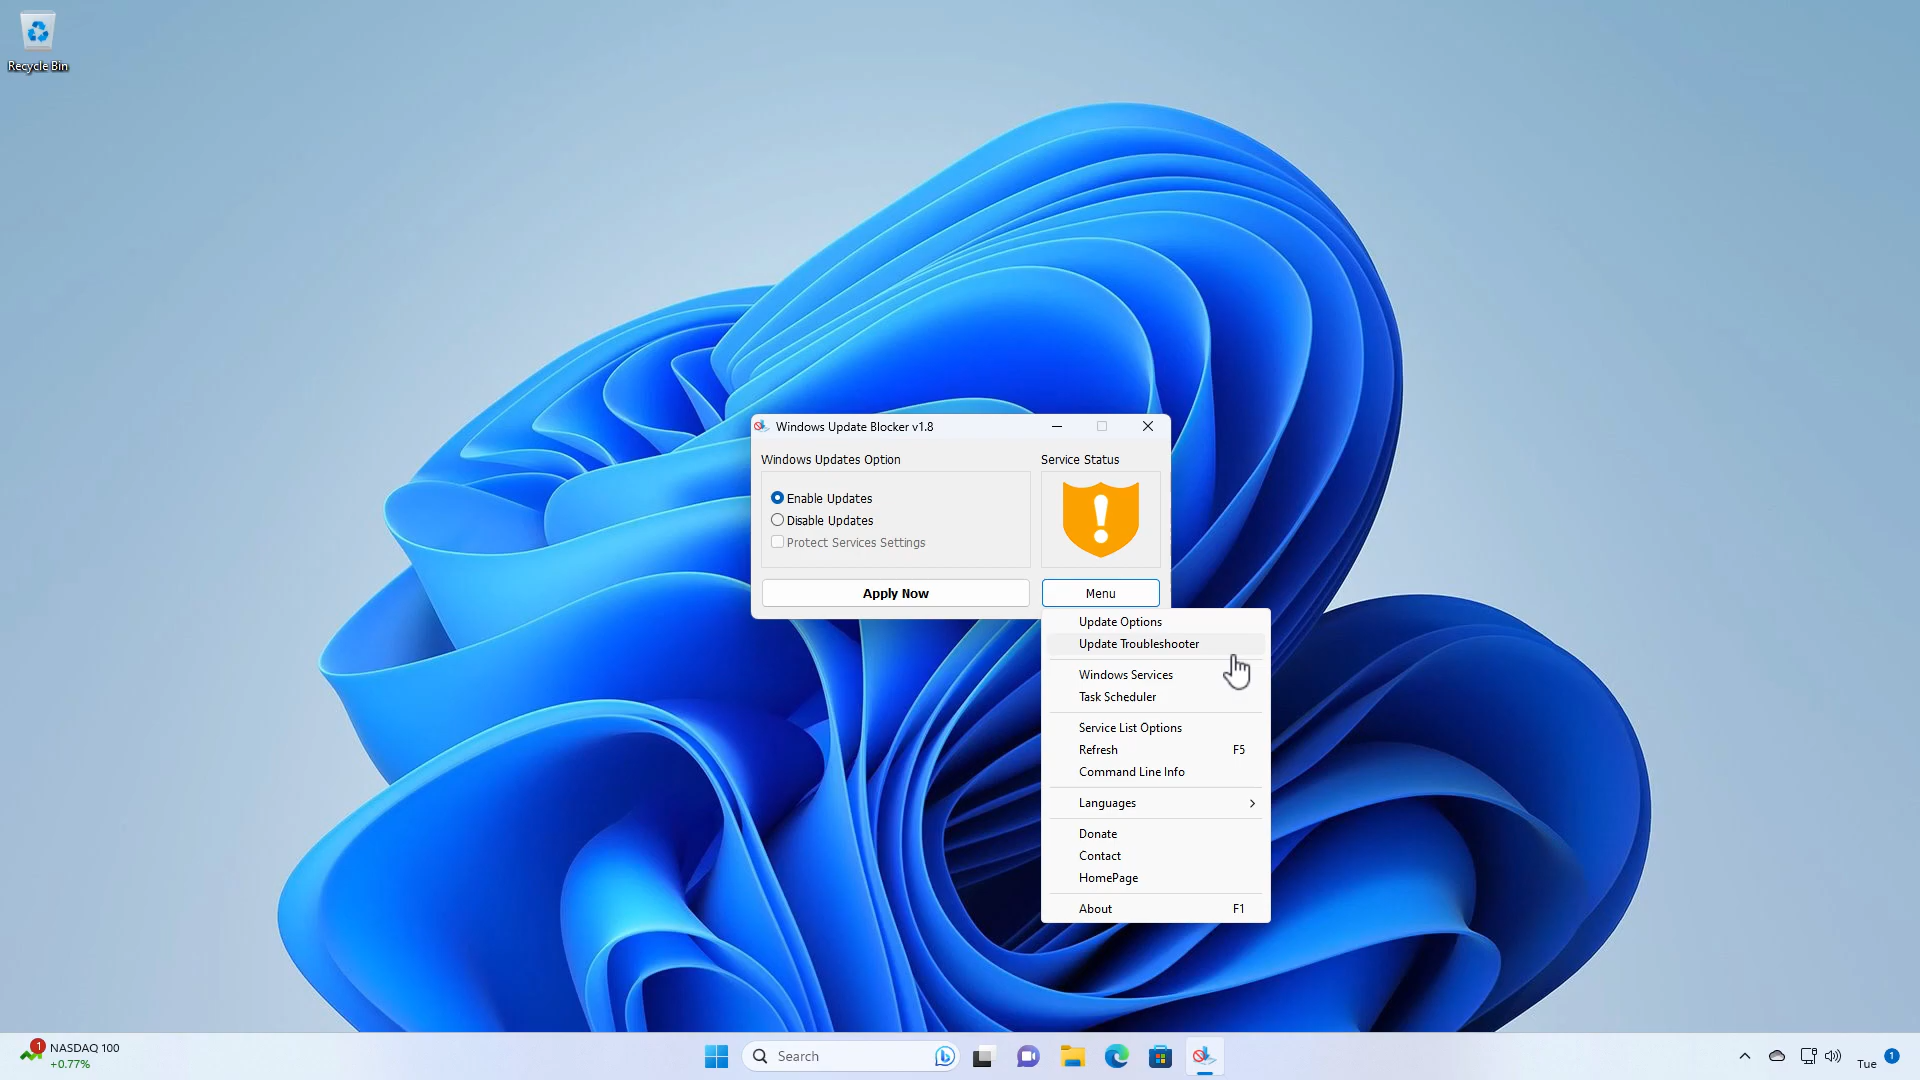 Recycle Bin
Windows Update Blocker v1.8
Windows Updates Option
Service Status
Enable Updates
Disable Updates
Protect Services Settings
Apply Now
Menu
Update Options
Update Troubleshooter
Windows Services
Task Scheduler
Service List Options
Refresh F5
Command Line Info
Languages
Donate
Contact
HomePage
About F1
1
NASDAQ 100
+0.77%
Search
Tue
1